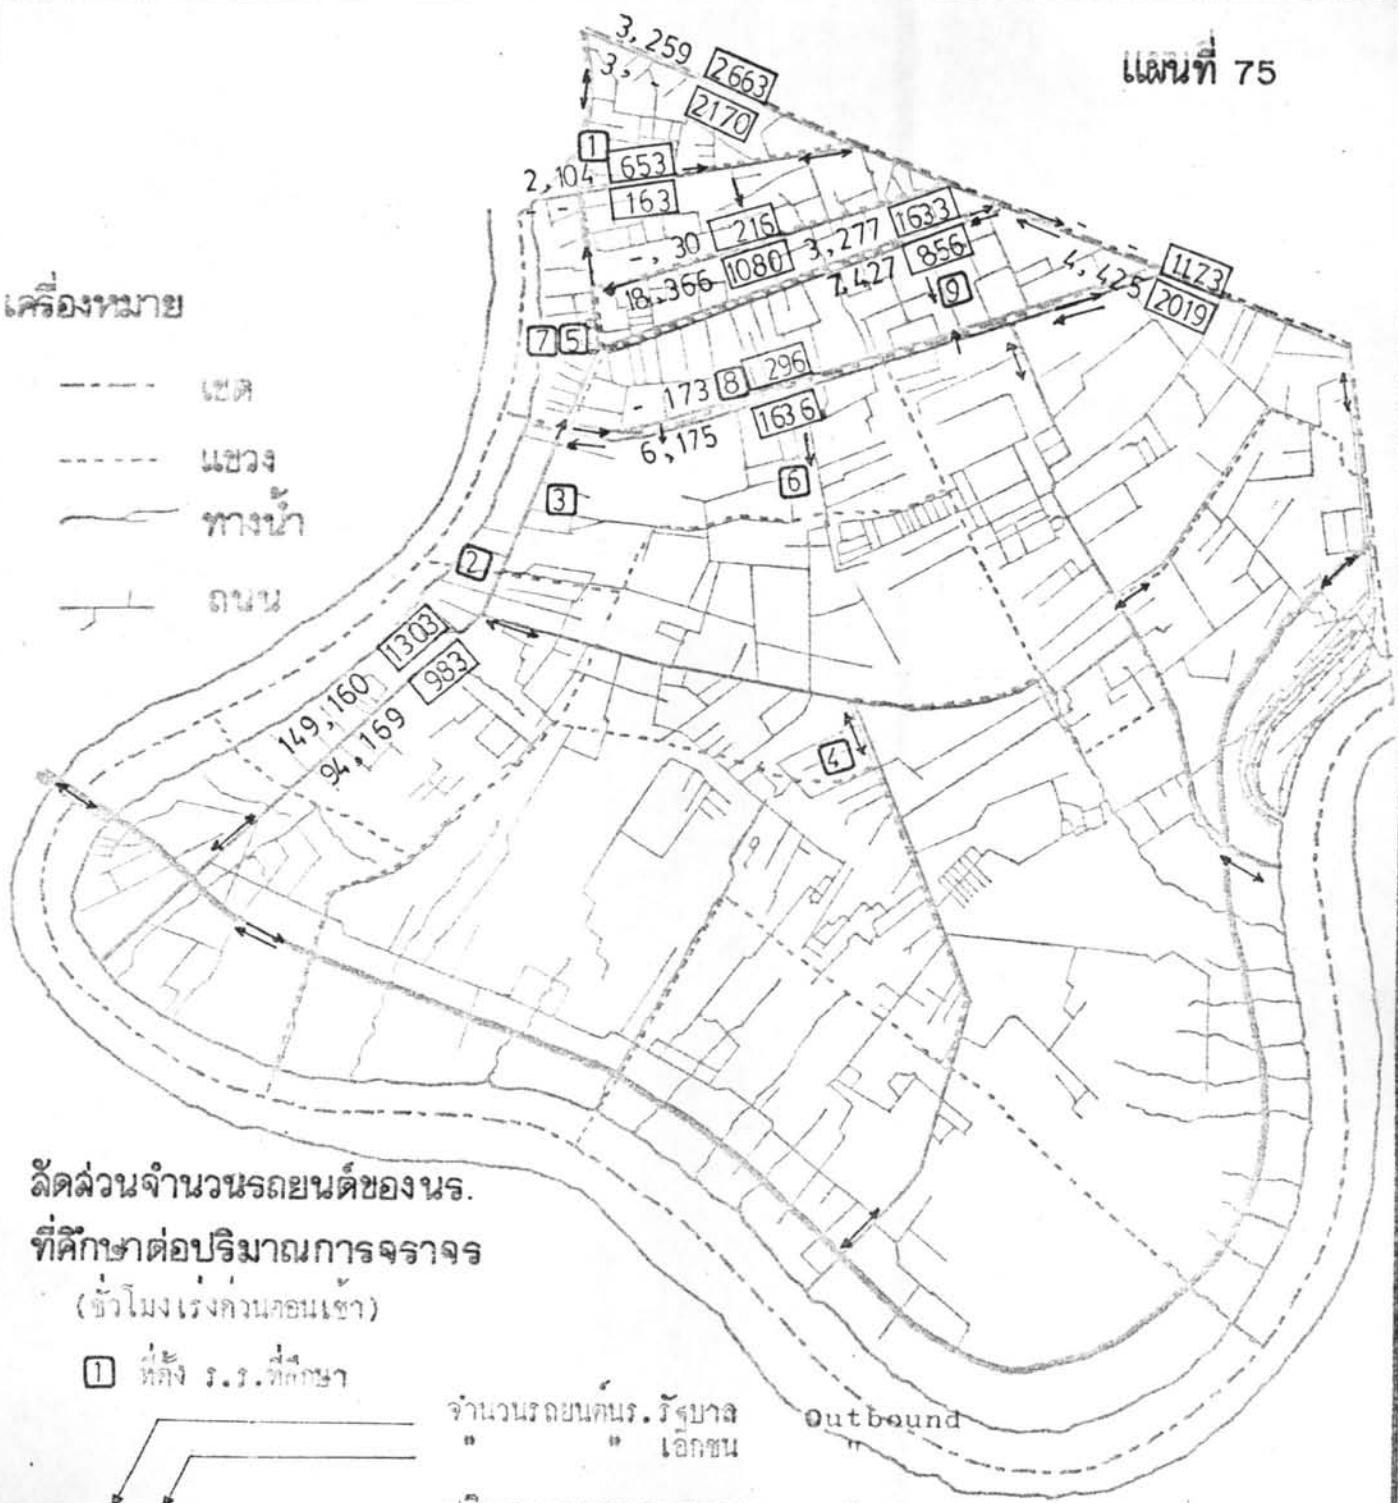 แผนที่ 75
3, 259 2663
3, - 2170
1
2, 104 653
- - 163
-, 30 216
18, 366 1080
3, 277 1633
7, 427 856
9
4, 425 2019
7 5
- 173 8 296
6, 175 1636
6
3
2
149, 160 1303
94, 169 983
4
เครื่องหมาย
เขต
แขวง
ทางน้ำ
ถนน
สัดส่วนจำนวนรถยนต์ของนร.
ที่ศึกษาต่อปริมาณการจราจร
(ชั่วโมงเร่งด่วนตอนเช้า)
1 ที่ตั้ง ร.ร.ที่ศึกษา
จำนวนรถยนต์นร.รัฐบาล Outbound
" " เอกชน "